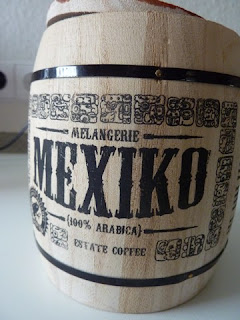 MELANGERIE
MEXIKO
(100% ARABICA)
ESTATE COFFEE